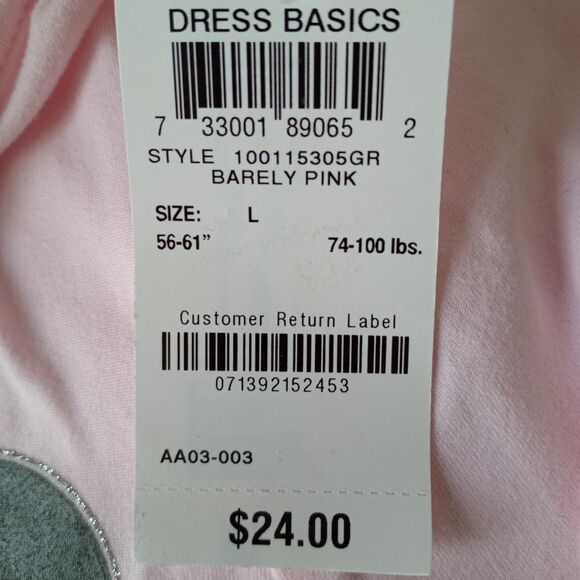 DRESS BASICS
7 33001 89065 2
STYLE 100115305GR
BARELY PINK
SIZE: L
56-61” 74-100 lbs.
Customer Return Label
071392152453
AA03-003
$24.00